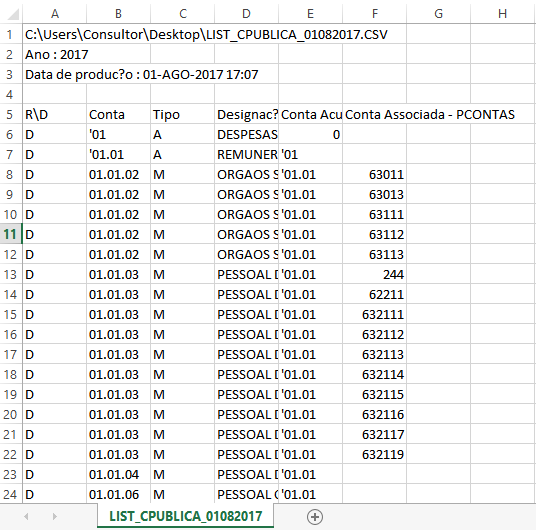 A B C D E F G H
1 C:\Users\Consultor\Desktop\LIST_CPUBLICA_01082017.CSV
2 Ano : 2017
3 Data de produc?o : 01-AGO-2017 17:07
4
5 R\D Conta Tipo Designac? Conta Acu Conta Associada - PCONTAS
6 D '01 A DESPESAS 0
7 D '01.01 A REMUNER '01
8 D 01.01.02 M ORGAOS S '01.01 63011
9 D 01.01.02 M ORGAOS S '01.01 63013
10 D 01.01.02 M ORGAOS S '01.01 63111
11 D 01.01.02 M ORGAOS S '01.01 63112
12 D 01.01.02 M ORGAOS S '01.01 63113
13 D 01.01.03 M PESSOAL D '01.01 244
14 D 01.01.03 M PESSOAL D '01.01 62211
15 D 01.01.03 M PESSOAL D '01.01 632111
16 D 01.01.03 M PESSOAL D '01.01 632112
17 D 01.01.03 M PESSOAL D '01.01 632113
18 D 01.01.03 M PESSOAL D '01.01 632114
19 D 01.01.03 M PESSOAL D '01.01 632115
20 D 01.01.03 M PESSOAL D '01.01 632116
21 D 01.01.03 M PESSOAL D '01.01 632117
22 D 01.01.03 M PESSOAL D '01.01 632119
23 D 01.01.04 M PESSOAL D '01.01
24 D 01.01.06 M PESSOAL C '01.01
LIST_CPUBLICA_01082017